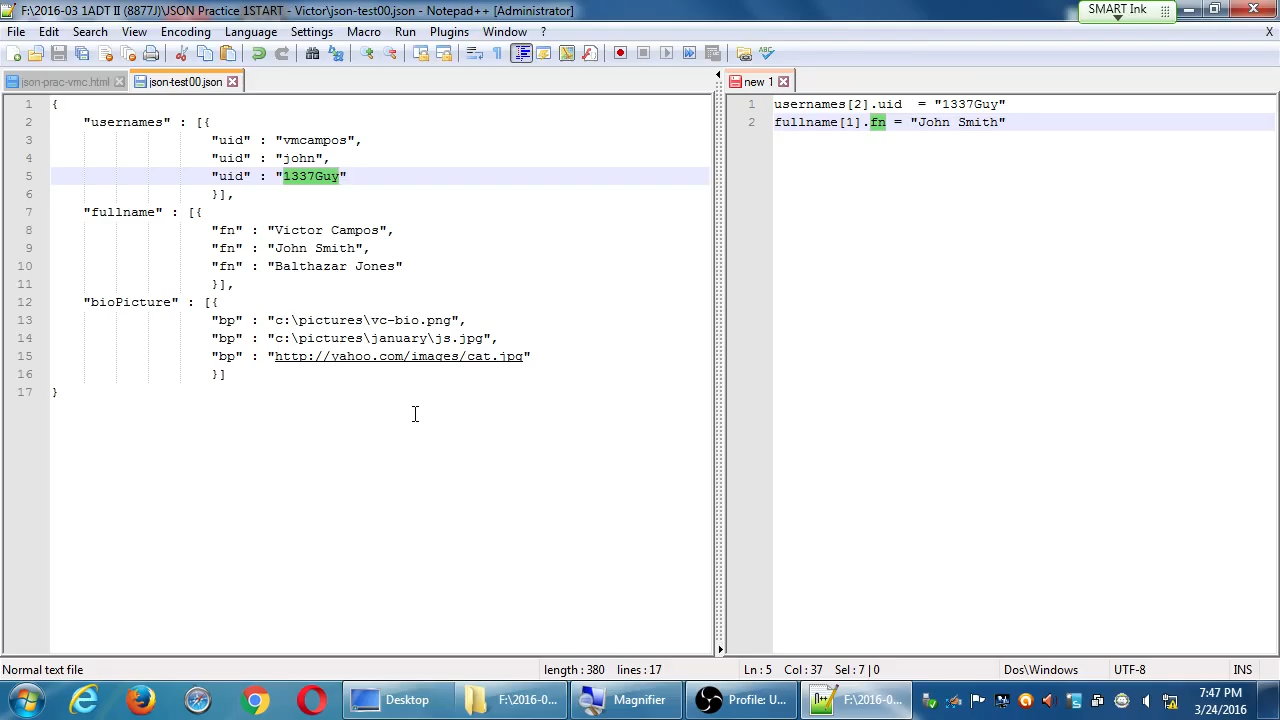 F:\2016-03 1ADT II (8877J)\JSON Practice 1START - Victor\json-test00.json - Notepad++ [Administrator]
SMART Ink
File Edit Search View Encoding Language Settings Macro Run Plugins Window ? X
json-prac-vmc.html json-test00.json new 1
1 {
2 "usernames" : [{
3 "uid" : "vmcampos",
4 "uid" : "john",
5 "uid" : "1337Guy"
6 }],
7 "fullname" : [{
8 "fn" : "Victor Campos",
9 "fn" : "John Smith",
10 "fn" : "Balthazar Jones"
11 }],
12 "bioPicture" : [{
13 "bp" : "c:\pictures\vc-bio.png",
14 "bp" : "c:\pictures\january\js.jpg",
15 "bp" : "http://yahoo.com/images/cat.jpg"
16 }]
17 }
1 usernames[2].uid  = "1337Guy"
2 fullname[1].fn = "John Smith"
Normal text file length : 380 lines : 17 Ln : 5 Col : 37 Sel : 7 | 0 Dos\Windows UTF-8 INS
Desktop F:\2016-0... Magnifier Profile: U... F:\2016-0... 7:47 PM
3/24/2016